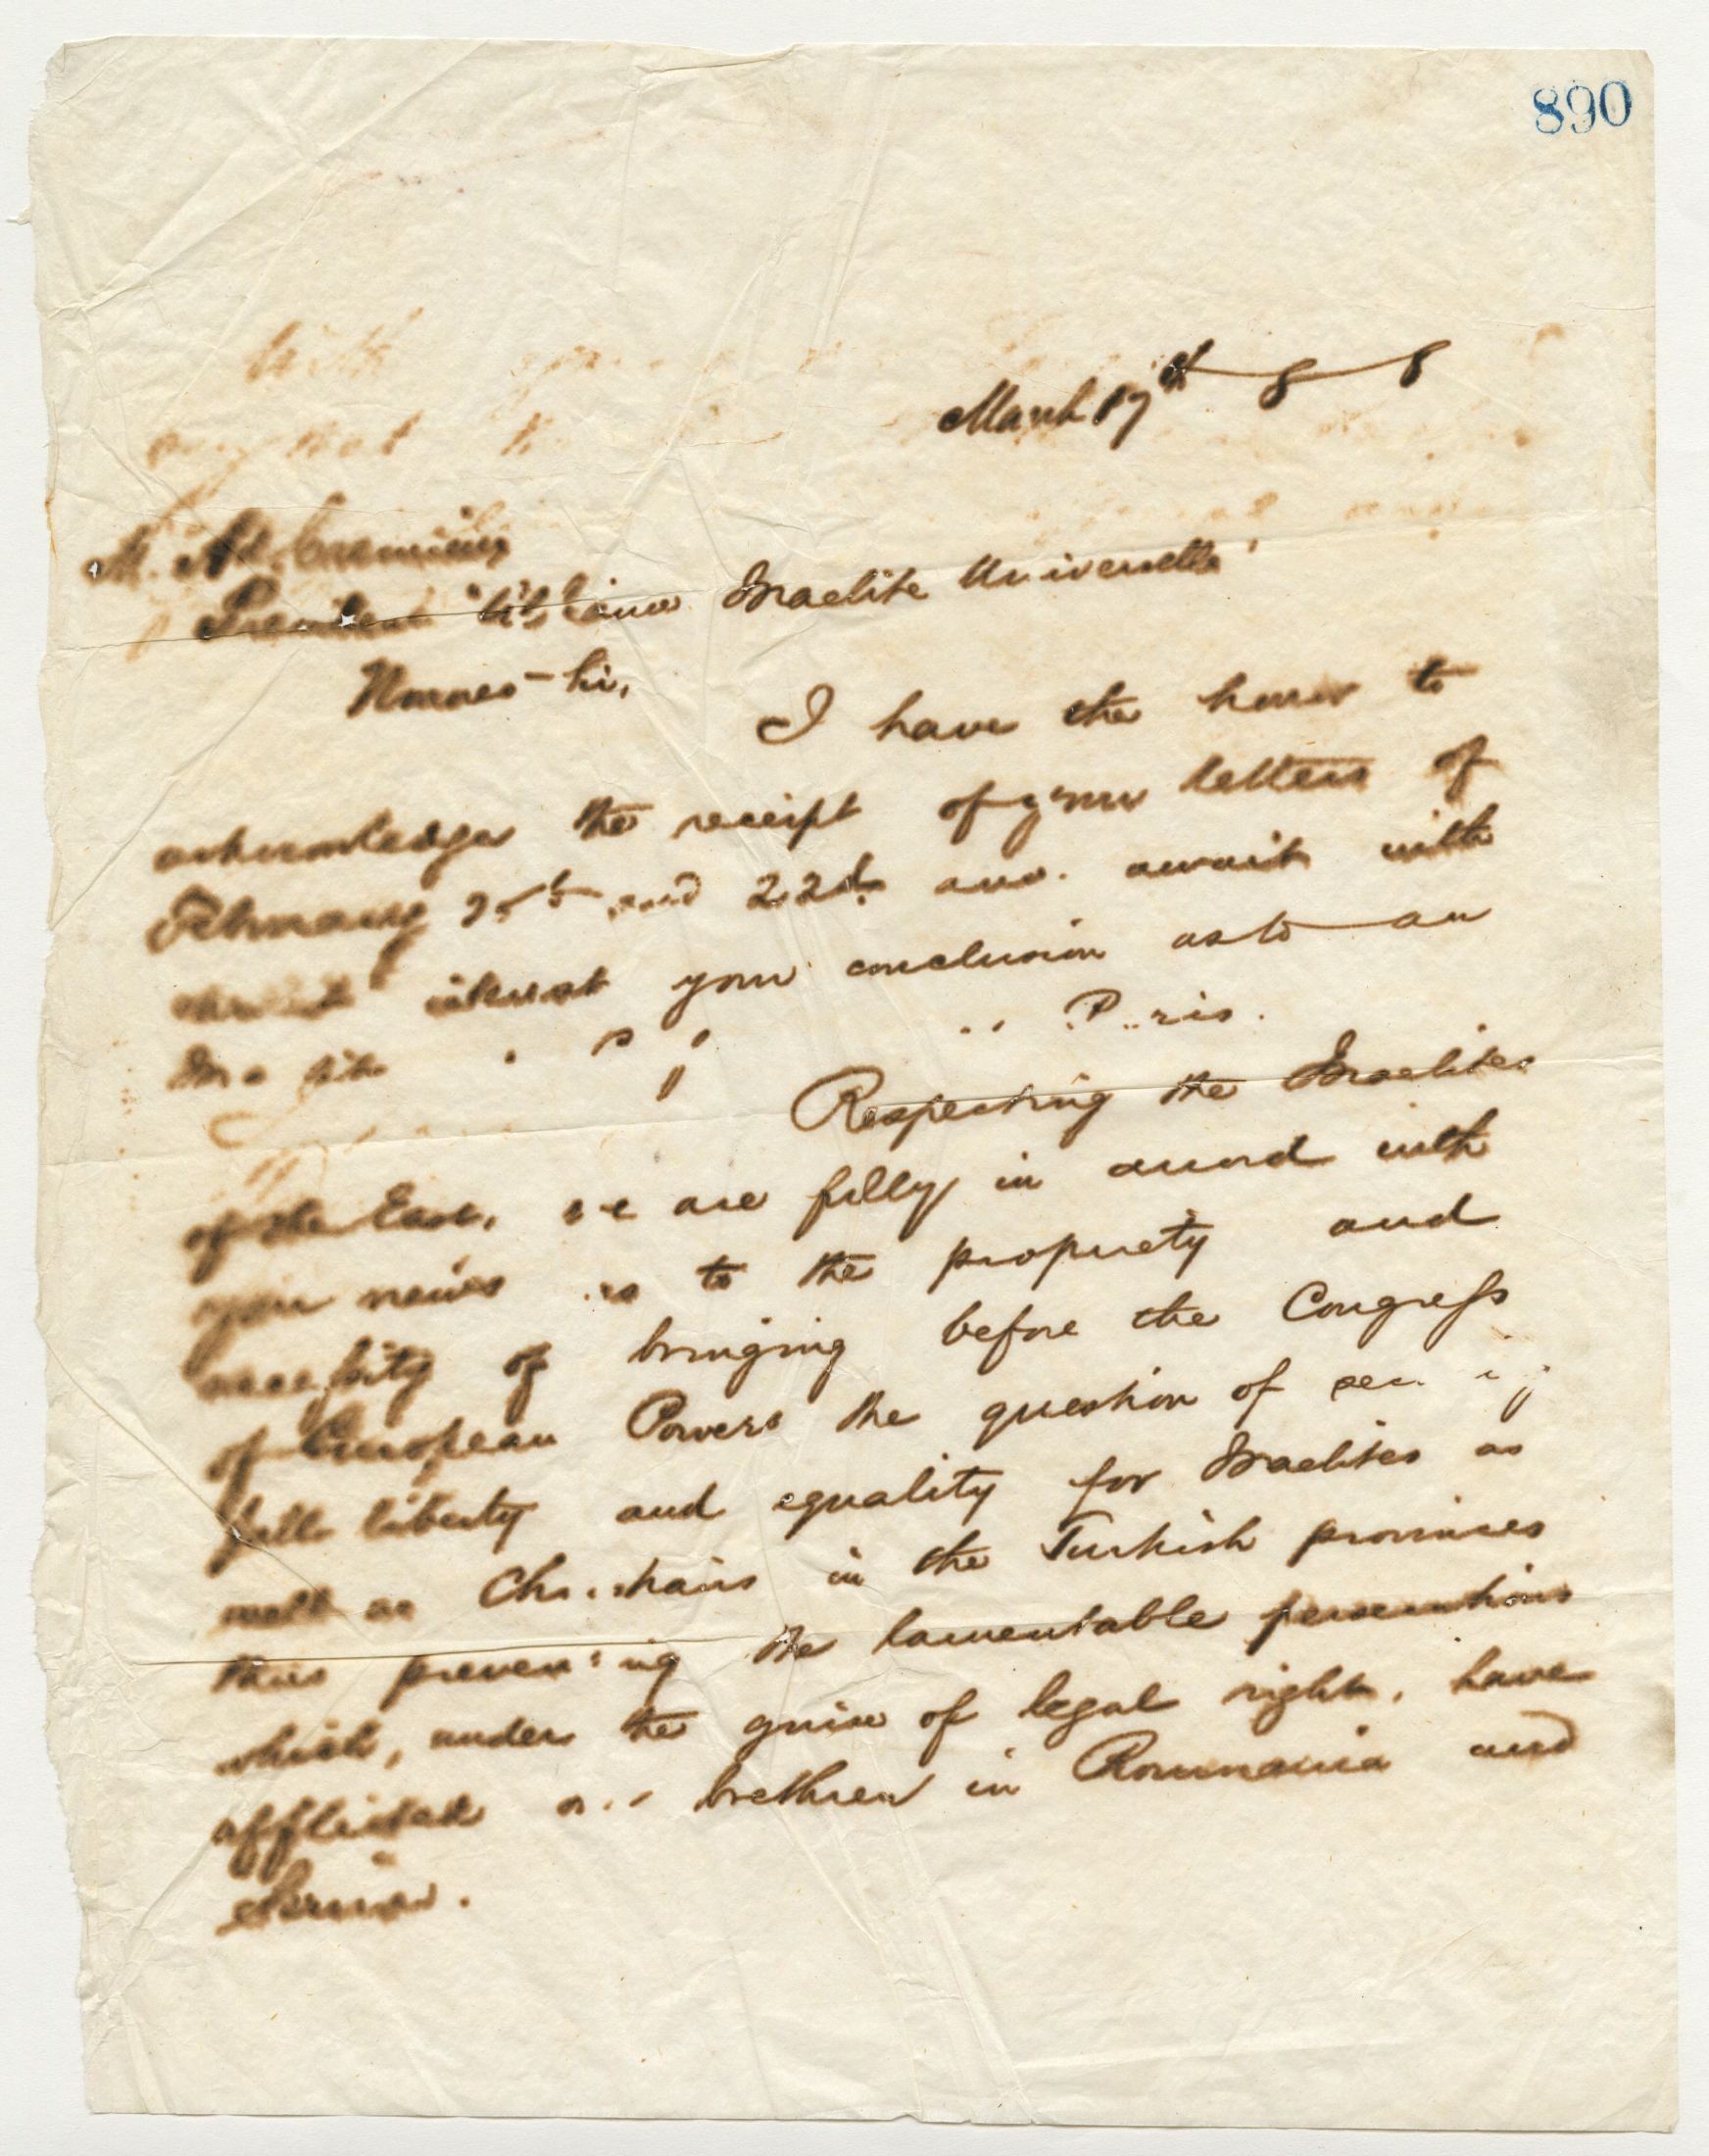 890
March 17th 8 8
M. Ad. Cremieux
President "Alliance Israelite Universelle"
Honored Sir,
I have the honor to
acknowledge the receipt of your letters of
February 25th and 22d. and await with
interest your conclusion as to an
Paris.
Respecting the Israelites
of the East, we are fully in accord with
your views as to the propriety and
necessity of bringing before the Congress
of European Powers the question of
full liberty and equality for Israelites as
well as Christians in the Turkish provinces
thus preventing the lamentable persecutions
which, under the guise of legal right, have
afflicted our brethren in Roumania and
Servia.